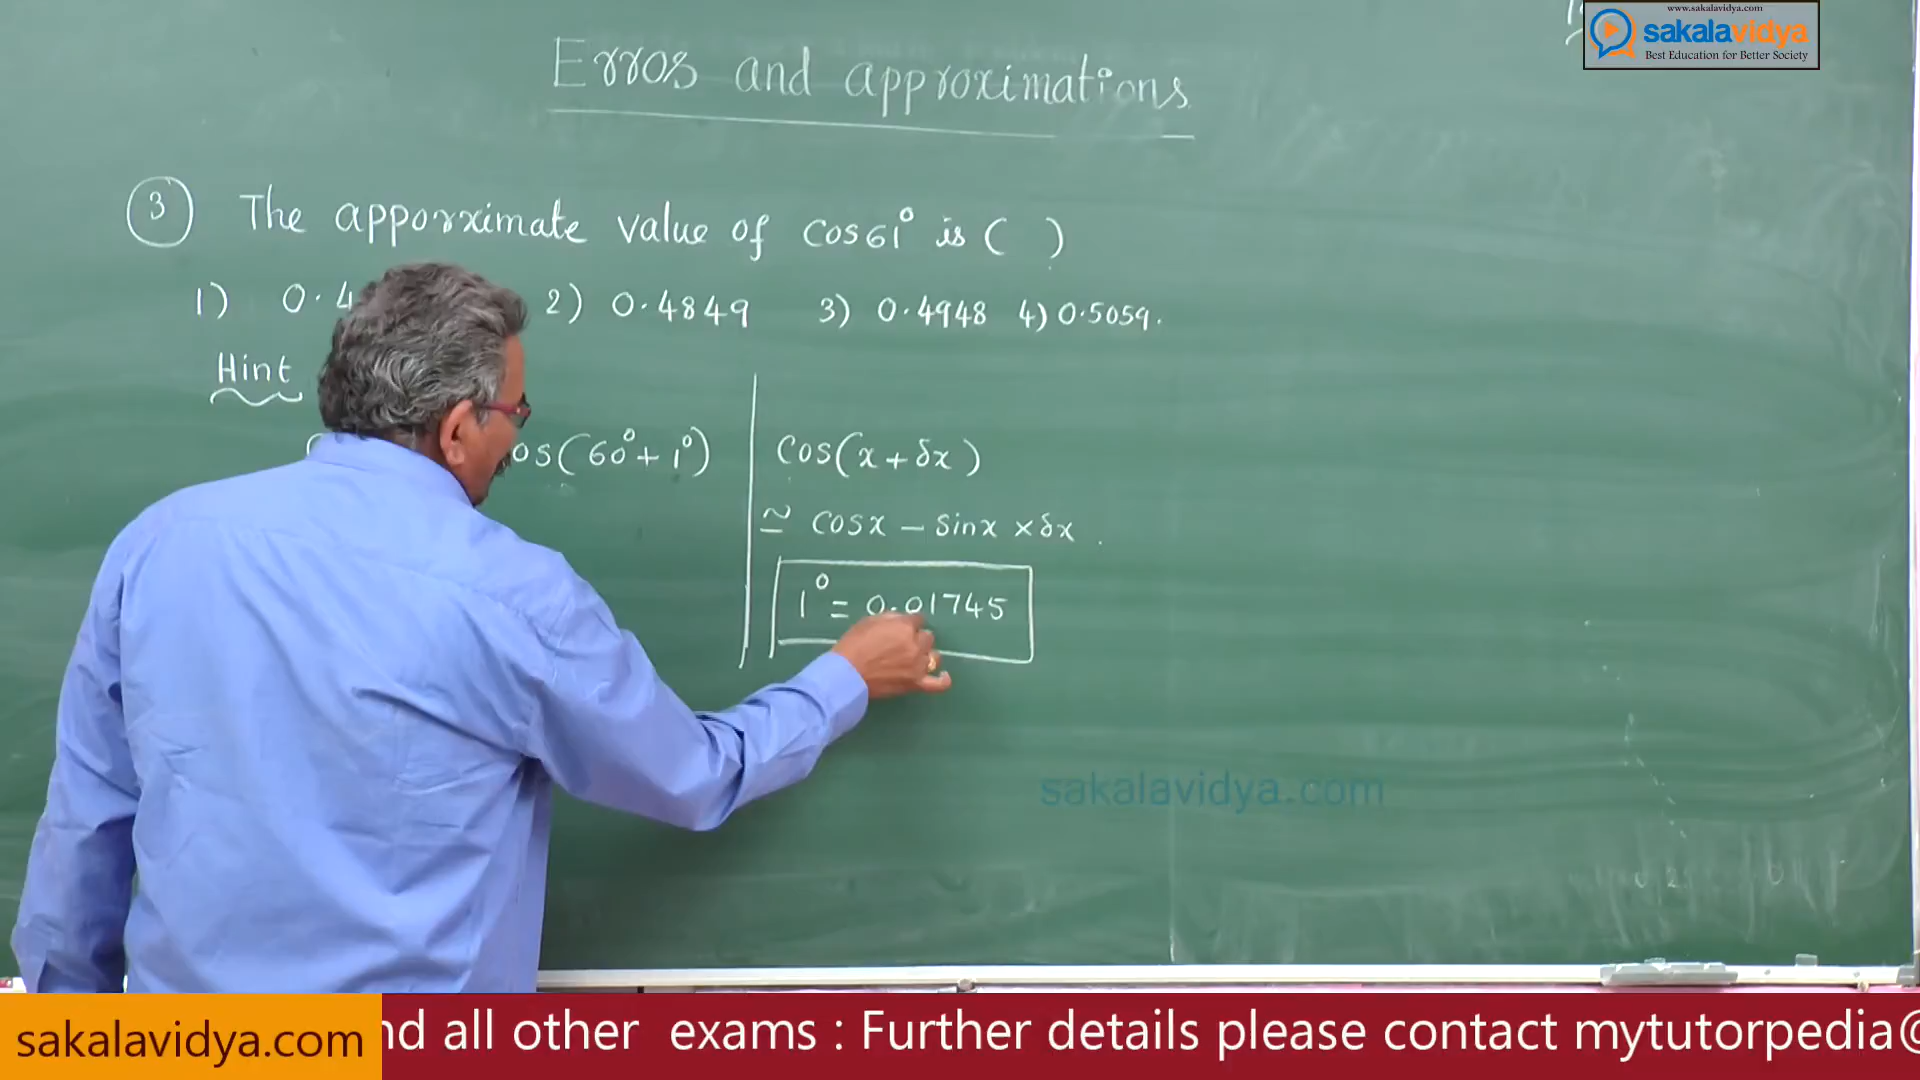 www.sakalavidya.com
sakalavidya
Best Education for Better Society
Erros and approximations
3 The apporximate value of cos61° is ( )
1) 0.4 2) 0.4849 3) 0.4948 4) 0.5059.
Hint
os(60°+1°)
Cos(x+δx)
≃ cosx - sinx ×δx
1° = 0.01745
sakalavidya.com
sakalavidya.com
nd all other exams : Further details please contact mytutorpedia@